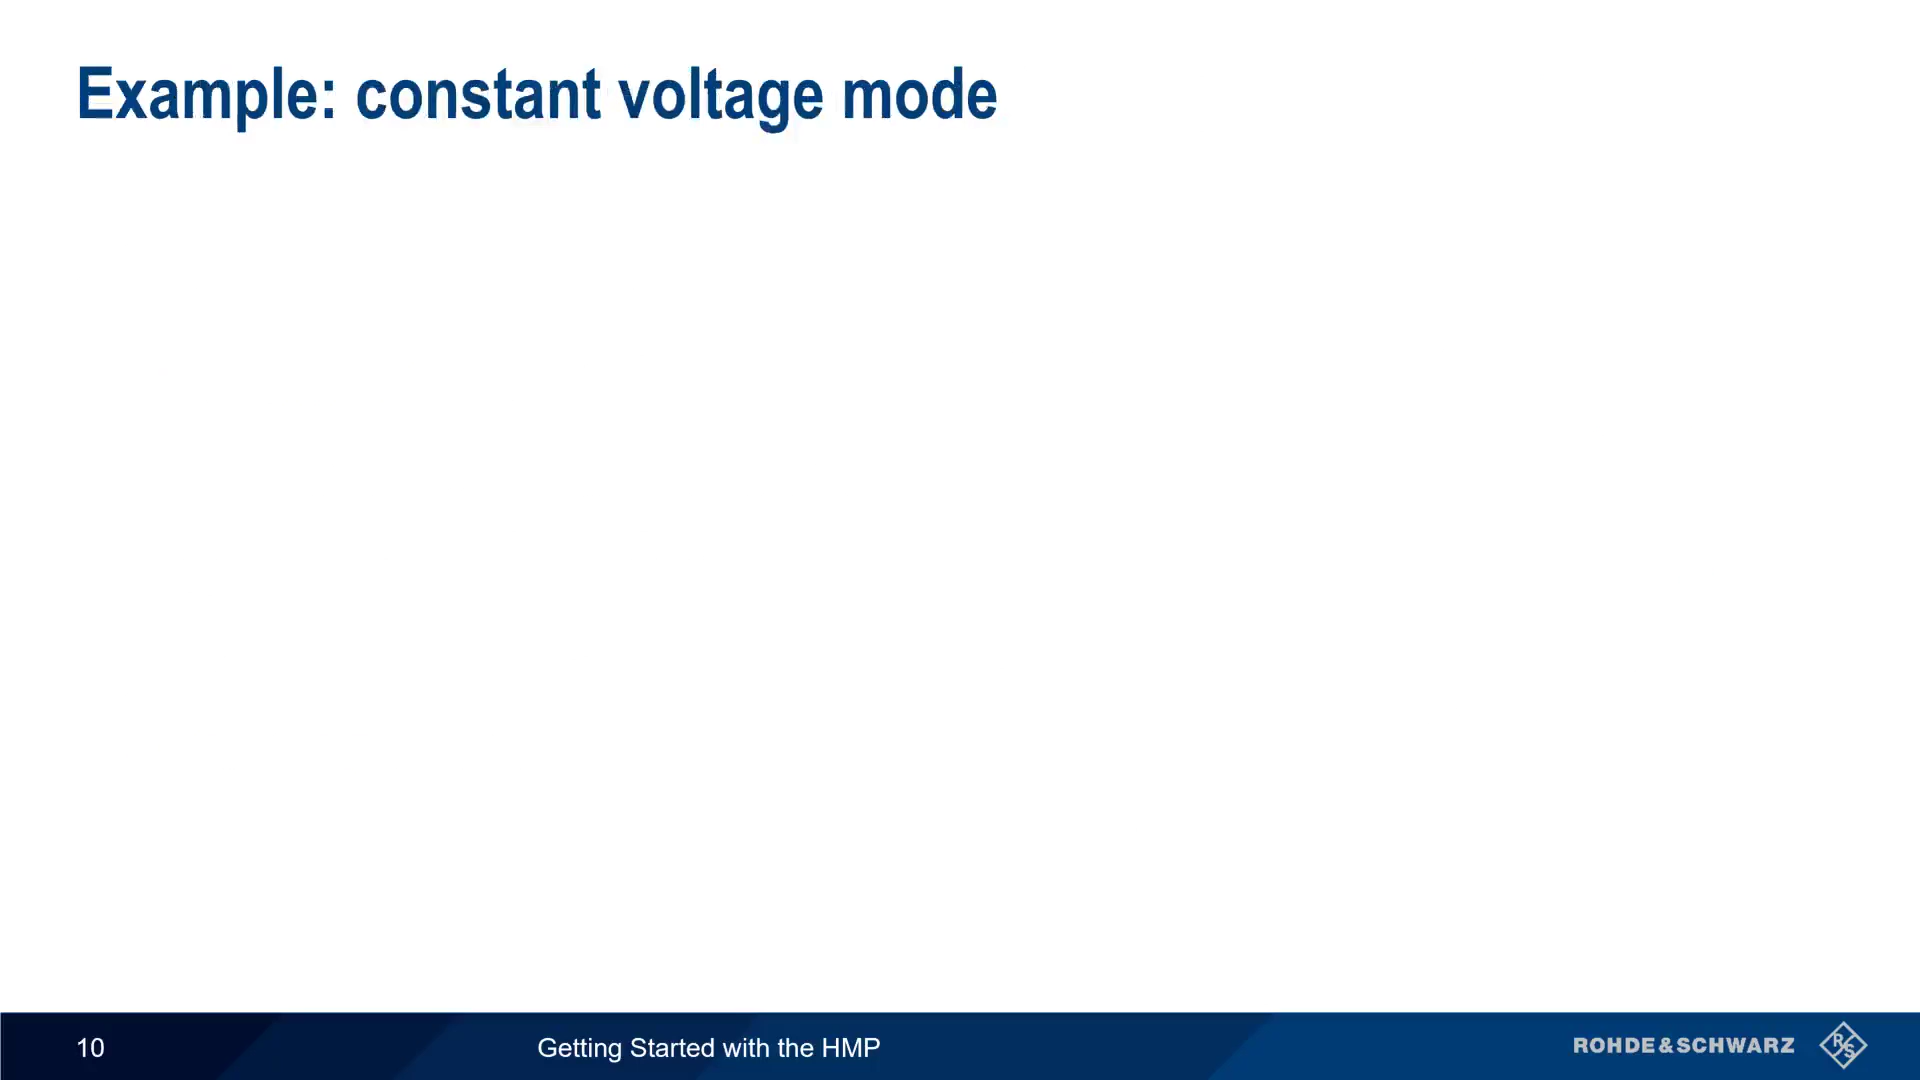 Example: constant voltage mode
10
Getting Started with the HMP
ROHDE&SCHWARZ
R S